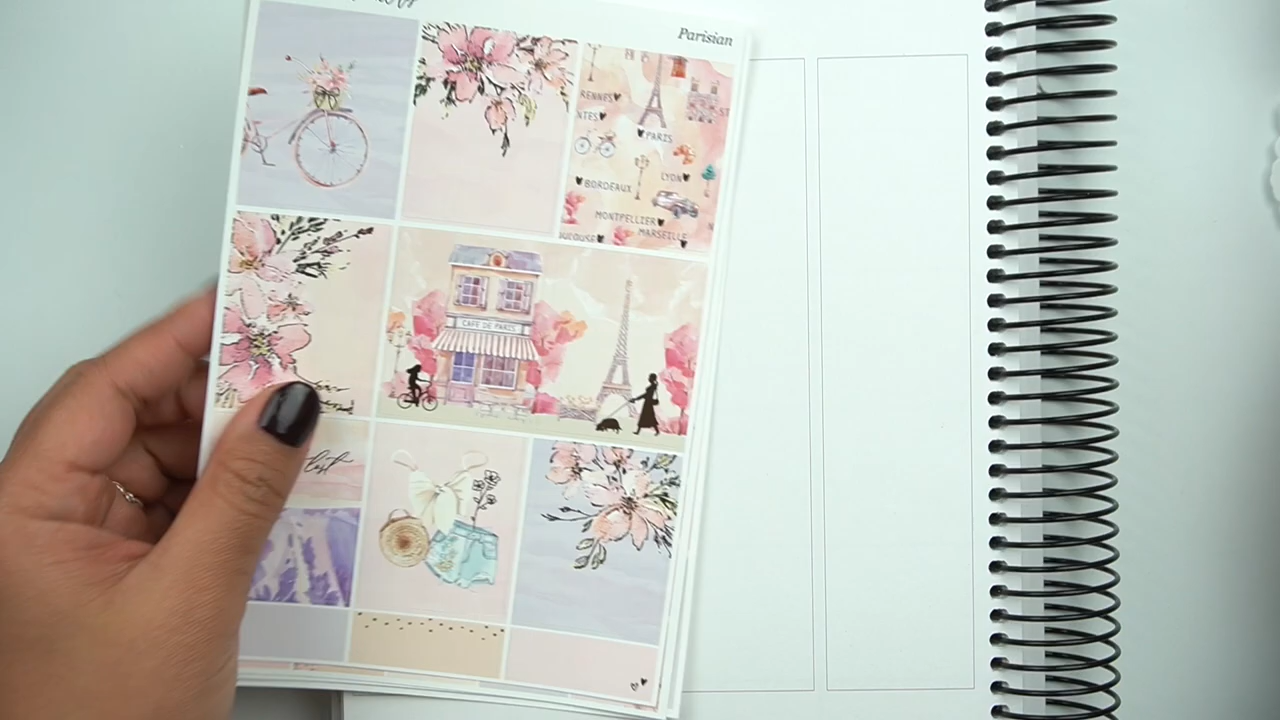 Parisian
RENNES
PARIS
LYON
BORDEAUX
MONTPELLIER
MARSEILLE
CAFE DE PARIS